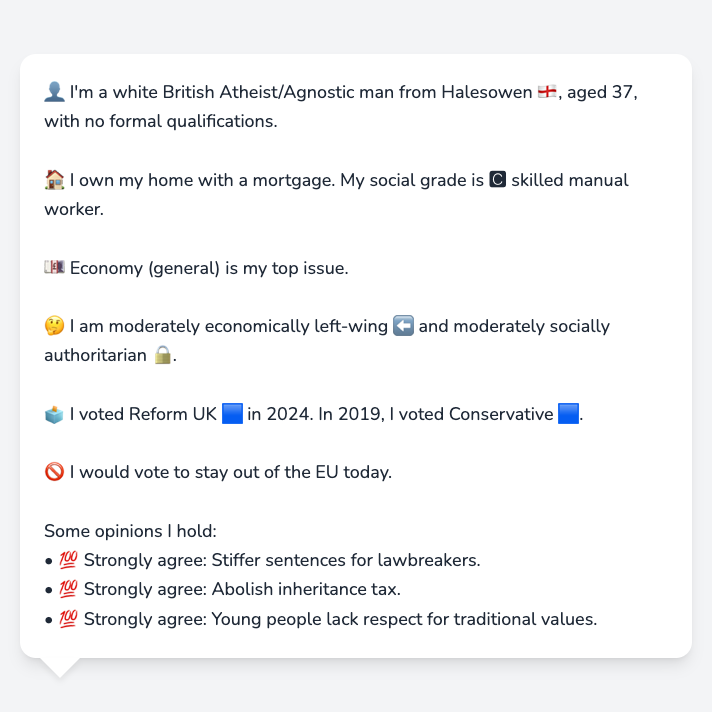 👤 I'm a white British Atheist/Agnostic man from Halesowen 🏴󠁧󠁢󠁥󠁮󠁧󠁿, aged 37,
with no formal qualifications.
🏠 I own my home with a mortgage. My social grade is 🅲 skilled manual
worker.
💷 Economy (general) is my top issue.
🤔 I am moderately economically left-wing ⬅️ and moderately socially
authoritarian 🔒.
🗳️ I voted Reform UK 🟦 in 2024. In 2019, I voted Conservative 🟦.
🚫 I would vote to stay out of the EU today.
Some opinions I hold:
• 💯 Strongly agree: Stiffer sentences for lawbreakers.
• 💯 Strongly agree: Abolish inheritance tax.
• 💯 Strongly agree: Young people lack respect for traditional values.